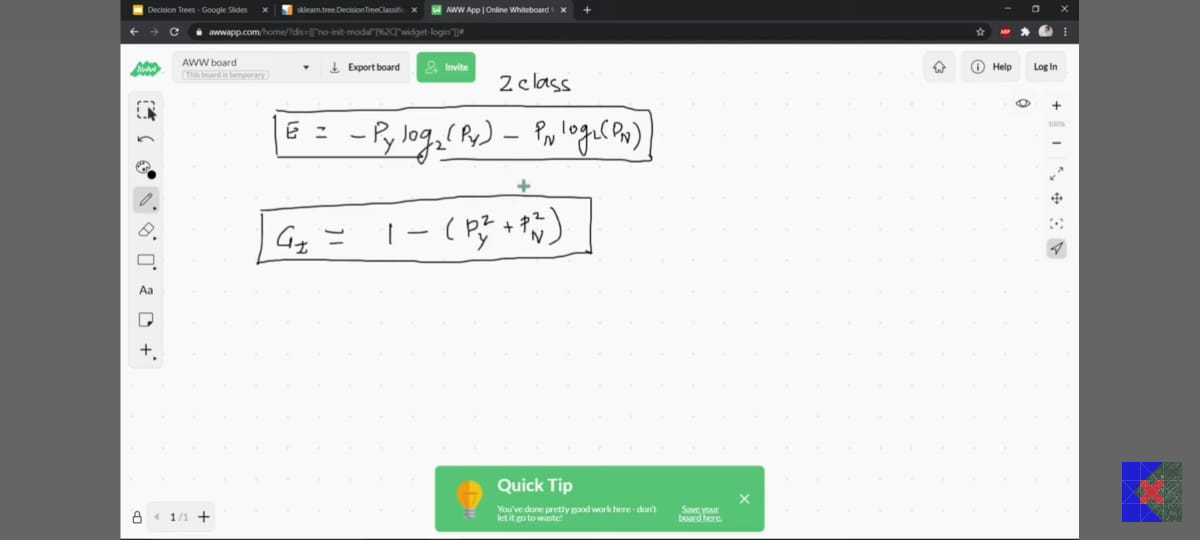 Decision Trees - Google Slides
sklearn.tree.DecisionTreeClassifi
AWW App | Online Whiteboard
awwapp.com/home/?dis=[["no-init-modal"]%2C["widget-login"]]#
AWW board
This board is temporary
Export board
Invite
Help
Log In
2 class
E = - Py log₂(Py) - PN log₂(PN)
100%
GI = 1 - (Py² + PN²)
Aa
Quick Tip
You've done pretty good work here - don't
let it go to waste!
Save your
board here.
1/1